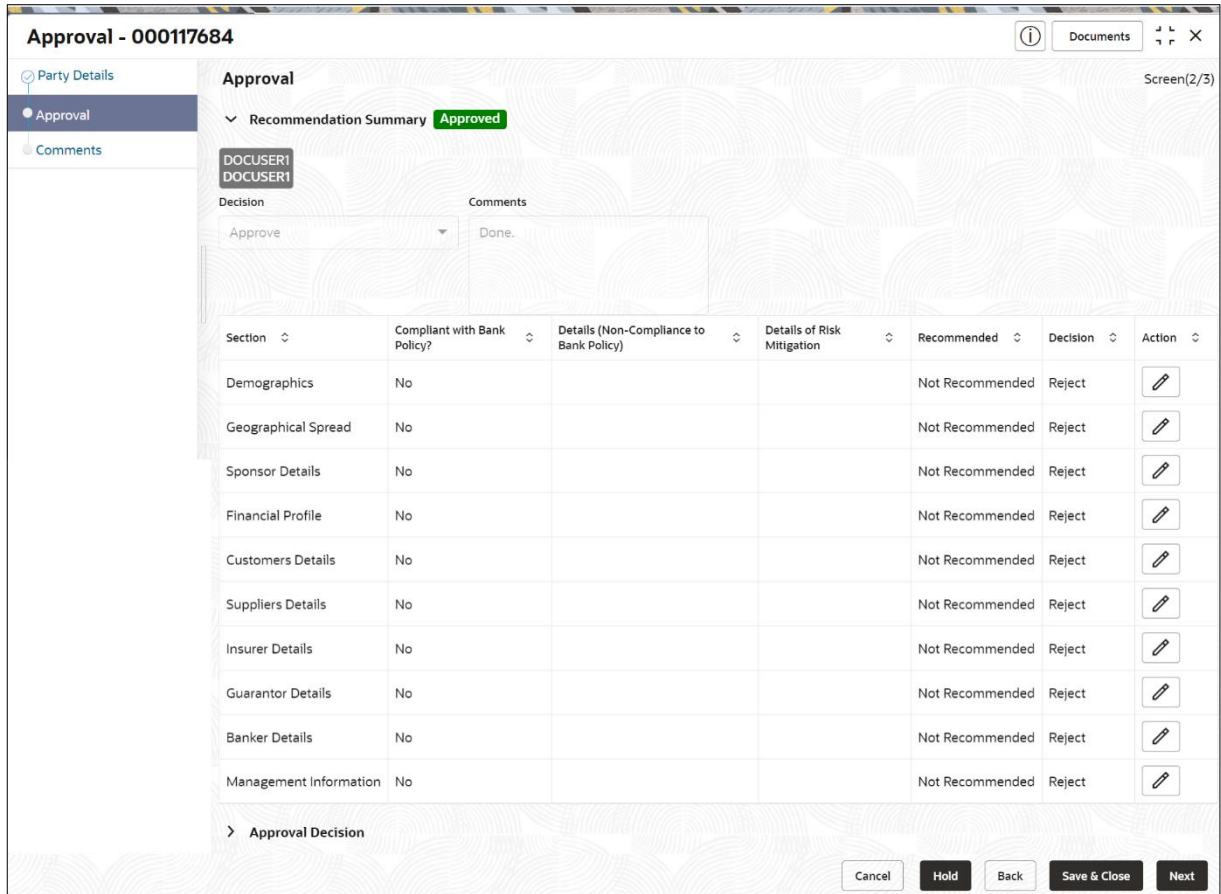 Approval - 000117684
Documents
Party Details
Approval
Comments
Approval
Screen(2/3)
Recommendation Summary Approved
DOCUSER1
DOCUSER1
Decision Comments
Approve Done.
Section Compliant with Bank Policy? Details (Non-Compliance to Bank Policy) Details of Risk Mitigation Recommended Decision Action
Demographics No Not Recommended Reject
Geographical Spread No Not Recommended Reject
Sponsor Details No Not Recommended Reject
Financial Profile No Not Recommended Reject
Customers Details No Not Recommended Reject
Suppliers Details No Not Recommended Reject
Insurer Details No Not Recommended Reject
Guarantor Details No Not Recommended Reject
Banker Details No Not Recommended Reject
Management Information No Not Recommended Reject
Approval Decision
Cancel Hold Back Save & Close Next